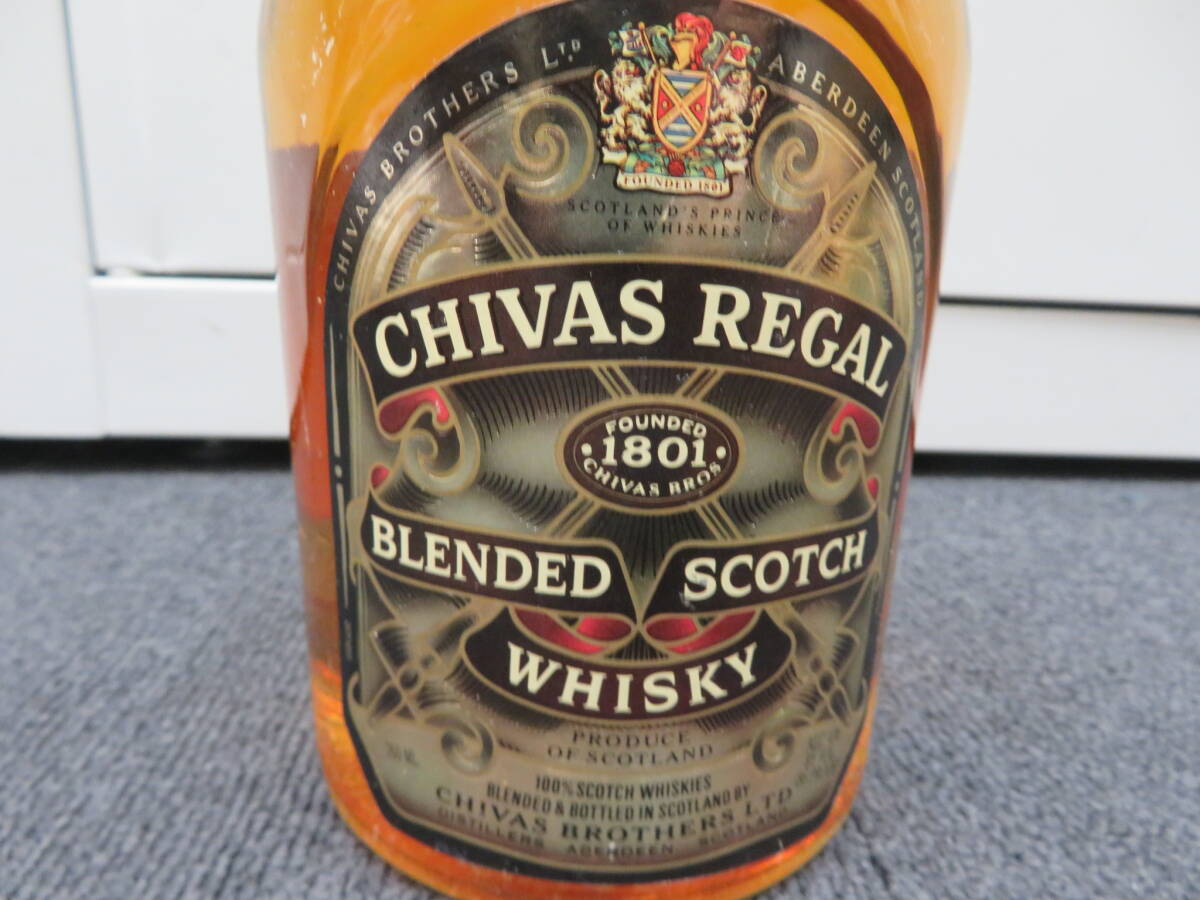 CHIVAS BROTHERS LTD ABERDEEN SCOTLAND
FOUNDED 1801
SCOTLAND'S PRINCE
OF WHISKIES
CHIVAS REGAL
FOUNDED
1801
CHIVAS BROS
BLENDED SCOTCH
WHISKY
PRODUCE
OF SCOTLAND
100% SCOTCH WHISKIES
BLENDED & BOTTLED IN SCOTLAND BY
CHIVAS BROTHERS LTD
DISTILLERS ABERDEEN SCOTLAND